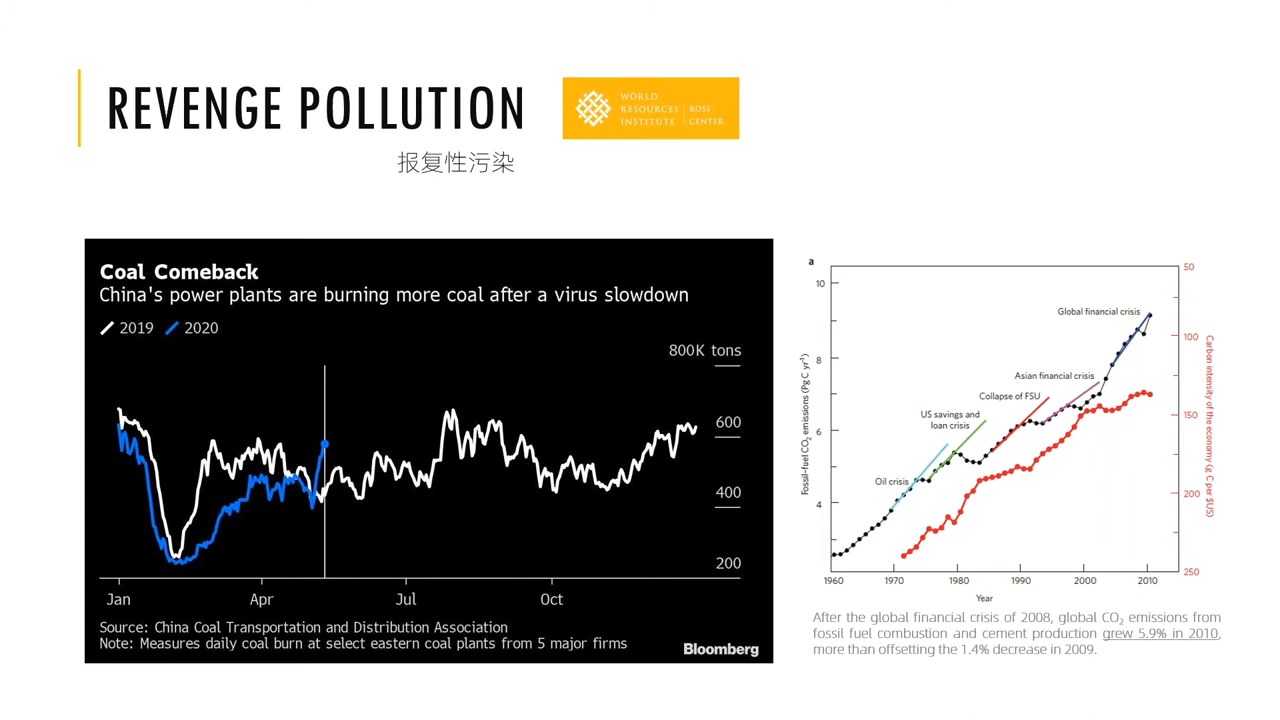 REVENGE POLLUTION
WORLD
RESOURCES
INSTITUTE
ROSS
CENTER
报复性污染
Coal Comeback
China's power plants are burning more coal after a virus slowdown
2019 2020
800K tons
600
400
200
Jan Apr Jul Oct
Source: China Coal Transportation and Distribution Association
Note: Measures daily coal burn at select eastern coal plants from 5 major firms
Bloomberg
a
Fossil-fuel CO₂ emissions (Pg C yr⁻¹)
10
8
6
4
Global financial crisis
Asian financial crisis
Collapse of FSU
US savings and
loan crisis
Oil crisis
50
100
150
200
250
Carbon intensity of the economy (g C per $US)
1960 1970 1980 1990 2000 2010
Year
After the global financial crisis of 2008, global CO₂ emissions from
fossil fuel combustion and cement production grew 5.9% in 2010,
more than offsetting the 1.4% decrease in 2009.